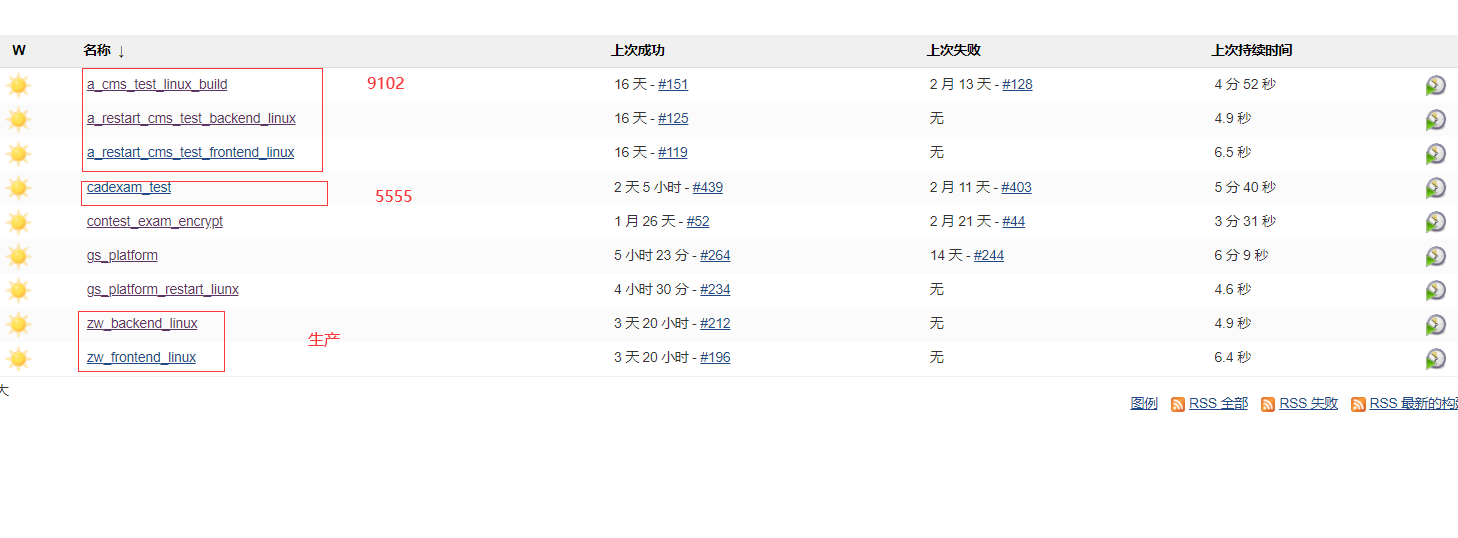 W 名称 ↓ 上次成功 上次失败 上次持续时间
a_cms_test_linux_build 9102 16 天 - #151 2 月 13 天 - #128 4 分 52 秒
a_restart_cms_test_backend_linux 16 天 - #125 无 4.9 秒
a_restart_cms_test_frontend_linux 16 天 - #119 无 6.5 秒
cadexam_test 5555 2 天 5 小时 - #439 2 月 11 天 - #403 5 分 40 秒
contest_exam_encrypt 1 月 26 天 - #52 2 月 21 天 - #44 3 分 31 秒
gs_platform 5 小时 23 分 - #264 14 天 - #244 6 分 9 秒
gs_platform_restart_liunx 4 小时 30 分 - #234 无 4.6 秒
zw_backend_linux 生产 3 天 20 小时 - #212 无 4.9 秒
zw_frontend_linux 3 天 20 小时 - #196 无 6.4 秒
大
图例 RSS 全部 RSS 失败 RSS 最新的构